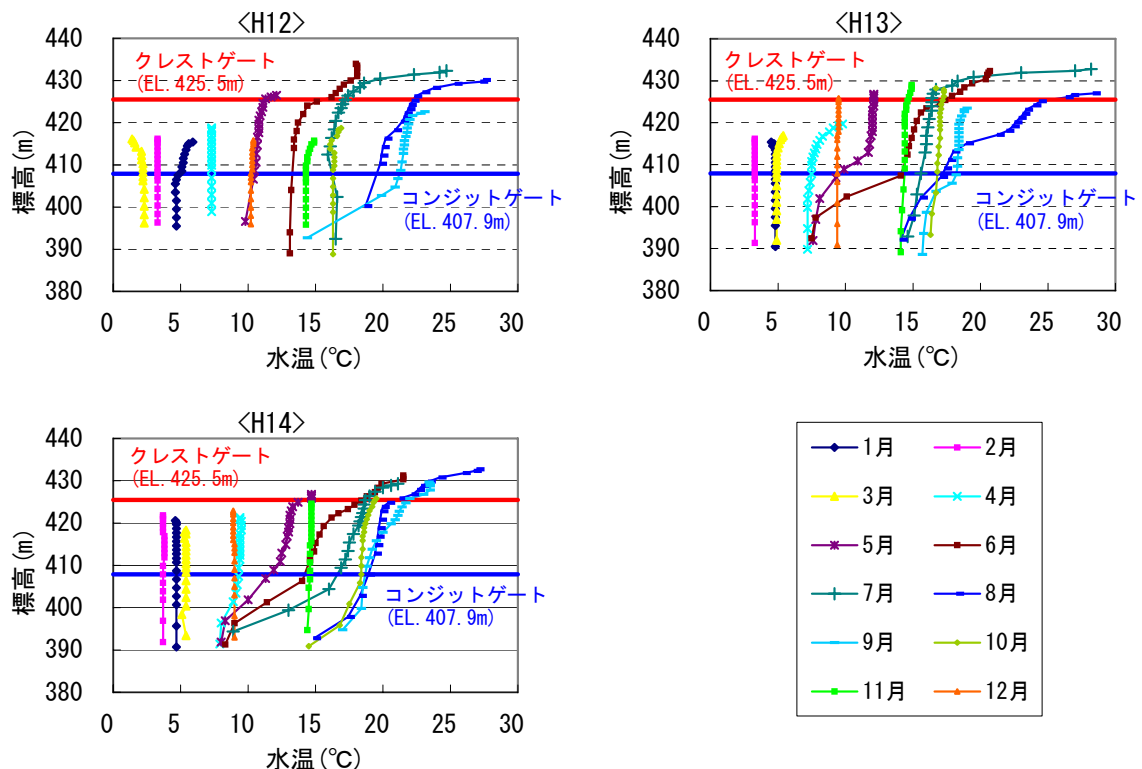 <H12>
440
430
420
410
400
390
380
標高(m)
クレストゲート
(EL.425.5m)
コンジットゲート
(EL.407.9m)
0 5 10 15 20 25 30
水温(℃)
<H13>
440
430
420
410
400
390
380
標高(m)
クレストゲート
(EL.425.5m)
コンジットゲート
(EL.407.9m)
0 5 10 15 20 25 30
水温(℃)
<H14>
440
430
420
410
400
390
380
標高(m)
クレストゲート
(EL.425.5m)
コンジットゲート
(EL.407.9m)
0 5 10 15 20 25 30
水温(℃)
1月 2月
3月 4月
5月 6月
7月 8月
9月 10月
11月 12月